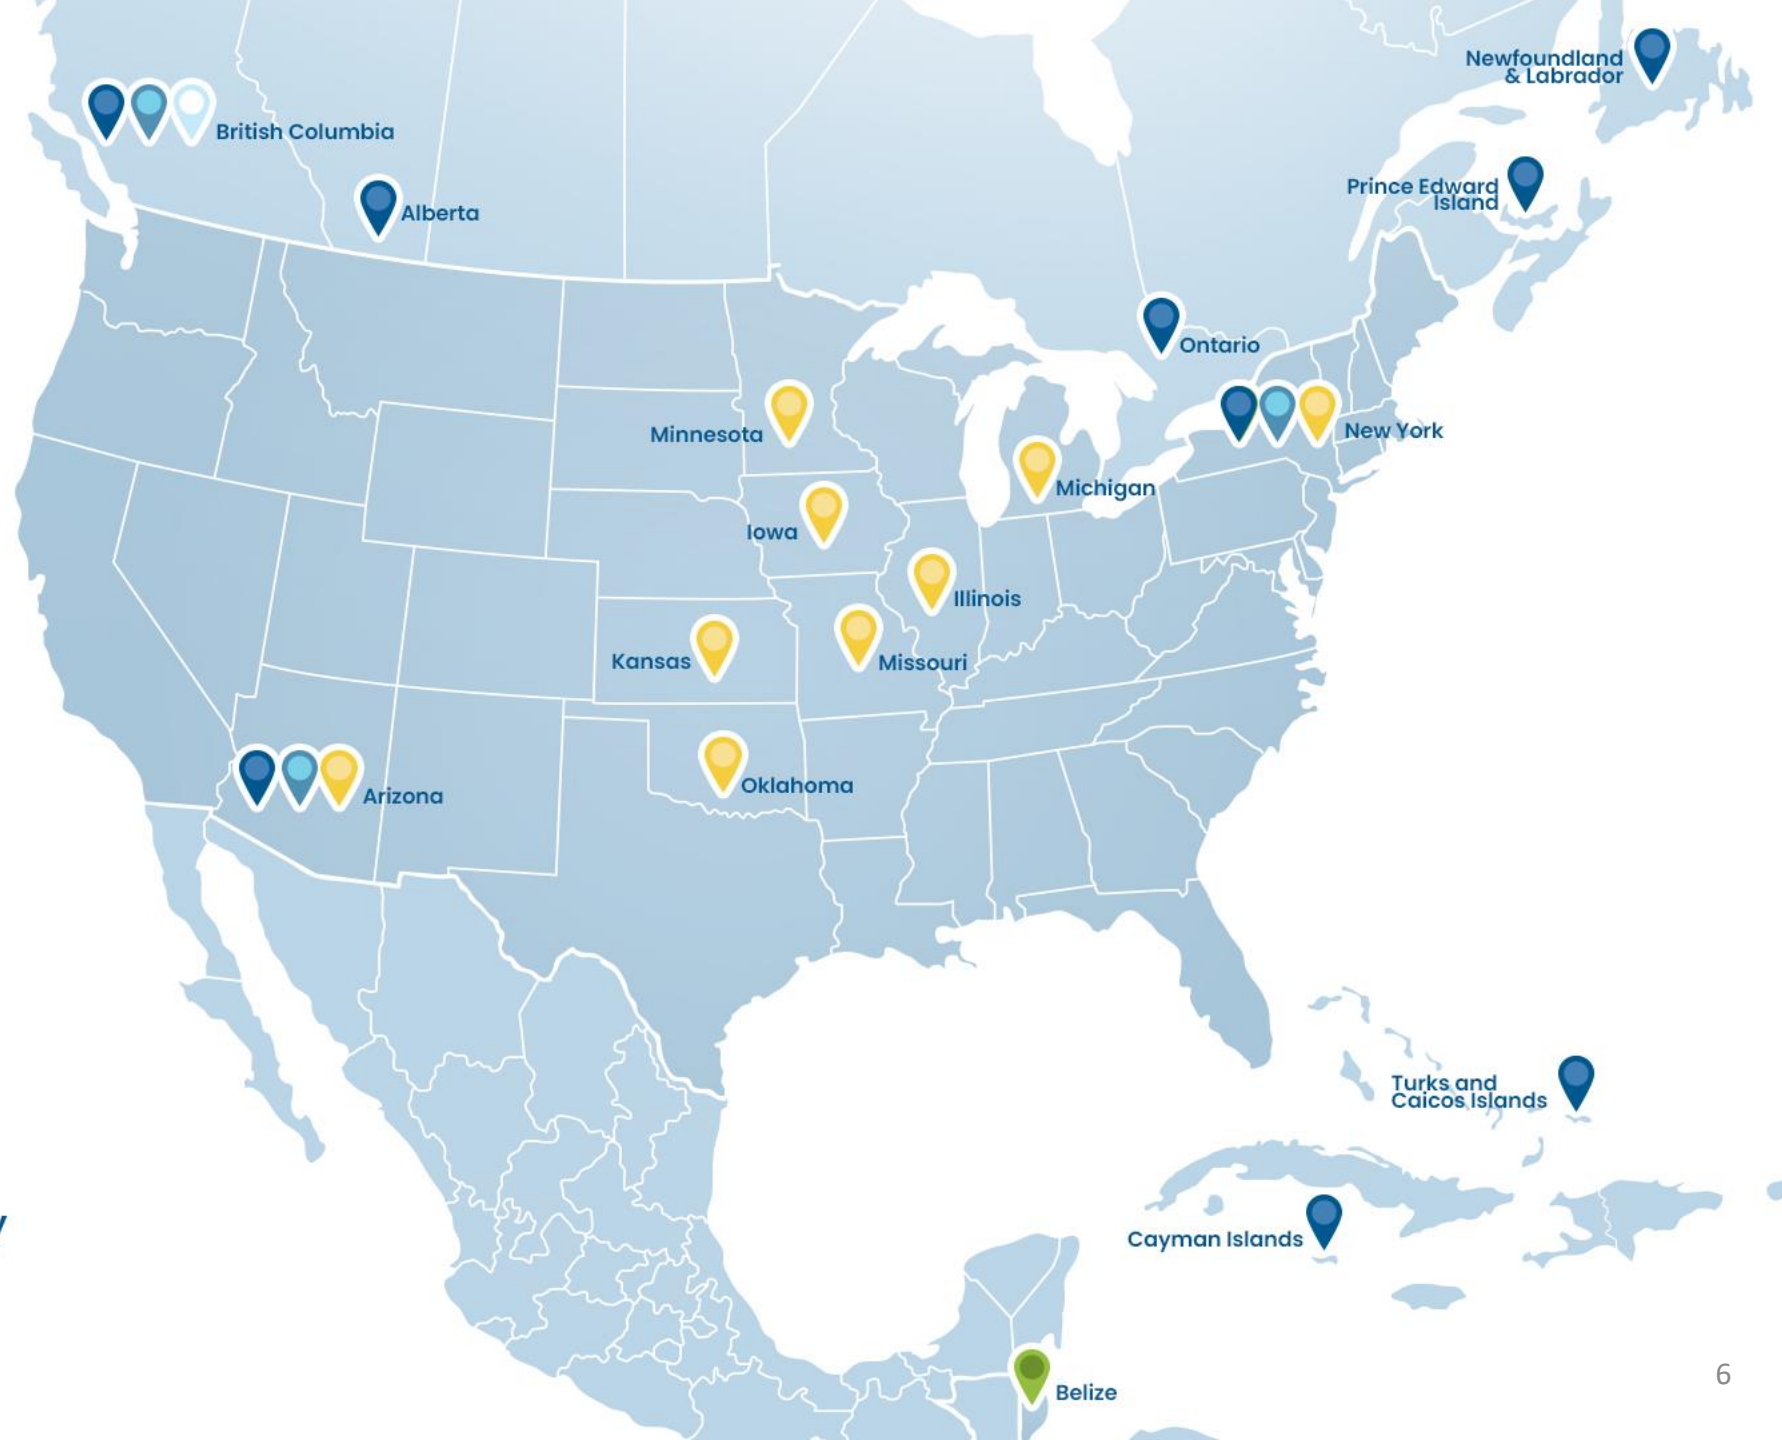 Newfoundland
& Labrador
British Columbia
Prince Edward
Island
Alberta
Ontario
Minnesota
New York
Michigan
Iowa
Illinois
Kansas
Missouri
Oklahoma
Arizona
Turks and
Caicos Islands
Cayman Islands
Belize
6